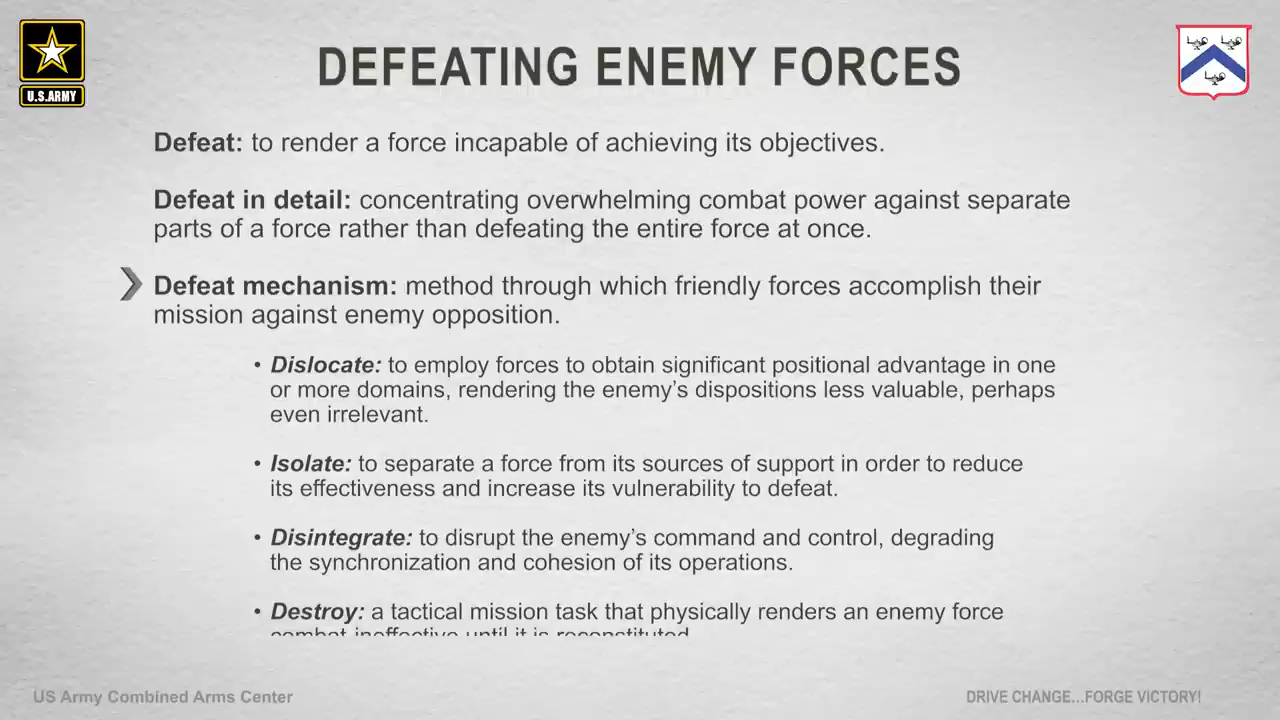 DEFEATING ENEMY FORCES
U.S.ARMY
Defeat: to render a force incapable of achieving its objectives.
Defeat in detail: concentrating overwhelming combat power against separate
parts of a force rather than defeating the entire force at once.
Defeat mechanism: method through which friendly forces accomplish their
mission against enemy opposition.
• Dislocate: to employ forces to obtain significant positional advantage in one
or more domains, rendering the enemy’s dispositions less valuable, perhaps
even irrelevant.
• Isolate: to separate a force from its sources of support in order to reduce
its effectiveness and increase its vulnerability to defeat.
• Disintegrate: to disrupt the enemy’s command and control, degrading
the synchronization and cohesion of its operations.
• Destroy: a tactical mission task that physically renders an enemy force
combat-ineffective until it is reconstituted.
US Army Combined Arms Center
DRIVE CHANGE...FORGE VICTORY!